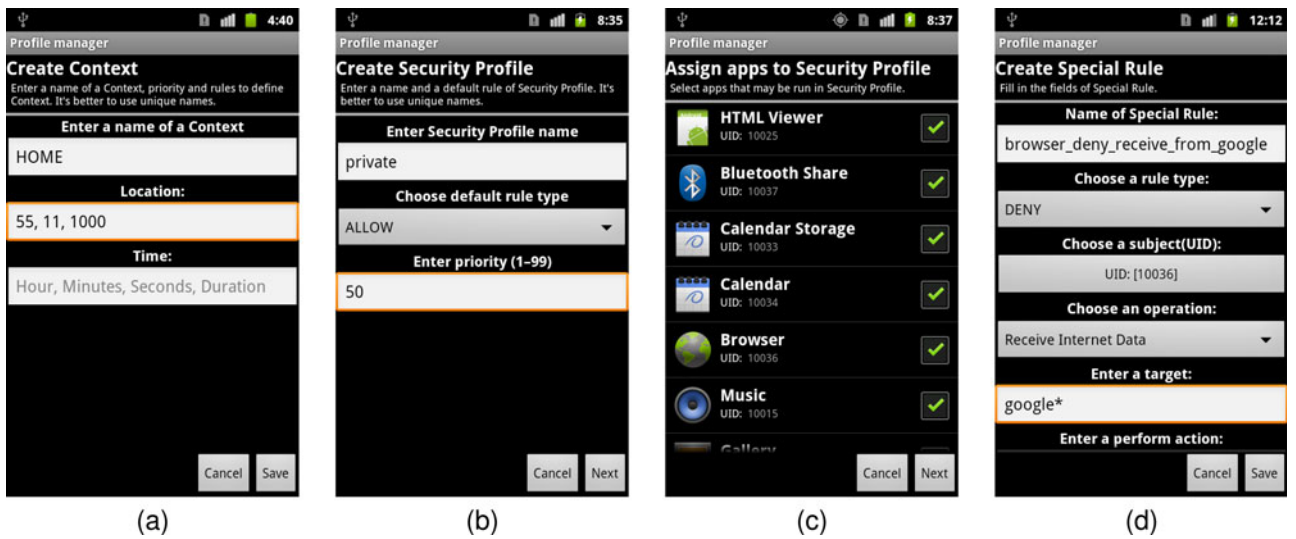 4:40
Profile manager
Create Context
Enter a name of a Context, priority and rules to define
Context. It's better to use unique names.
Enter a name of a Context
HOME
Location:
55, 11, 1000
Time:
Hour, Minutes, Seconds, Duration
Cancel
Save
(a)
8:35
Profile manager
Create Security Profile
Enter a name and a default rule of Security Profile. It's
better to use unique names.
Enter Security Profile name
private
Choose default rule type
ALLOW
Enter priority (1–99)
50
Cancel
Next
(b)
8:37
Profile manager
Assign apps to Security Profile
Select apps that may be run in Security Profile.
HTML Viewer
UID: 10025
Bluetooth Share
UID: 10037
Calendar Storage
UID: 10033
Calendar
UID: 10034
Browser
UID: 10036
Music
UID: 10015
Gallery
Cancel
Next
(c)
12:12
Profile manager
Create Special Rule
Fill in the fields of Special Rule.
Name of Special Rule:
browser_deny_receive_from_google
Choose a rule type:
DENY
Choose a subject(UID):
UID: [10036]
Choose an operation:
Receive Internet Data
Enter a target:
google*
Enter a perform action:
Cancel
Save
(d)